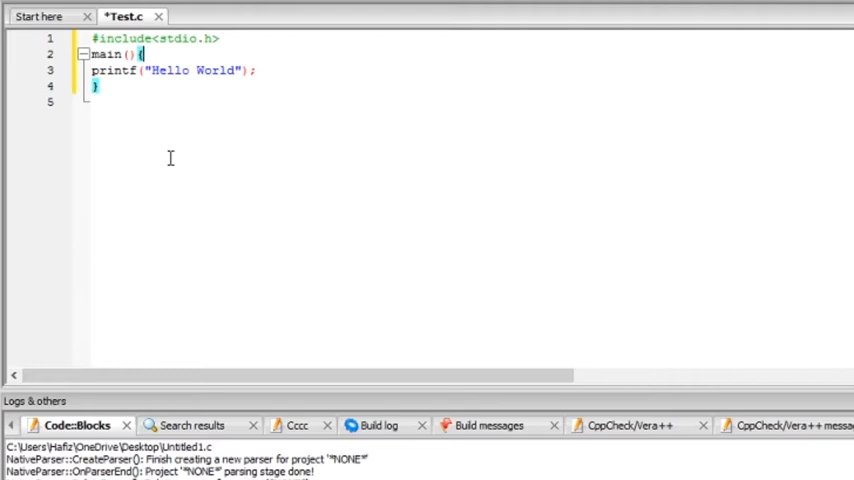 Start here
*Test.c
1 #include<stdio.h>
2 main(){
3 printf("Hello World");
4 }
5
Logs & others
Code::Blocks
Search results
Cccc
Build log
Build messages
CppCheck/Vera++
CppCheck/Vera++ messag
C:\Users\Hafiz\OneDrive\Desktop\Untitled1.c
NativeParser::CreateParser(): Finish creating a new parser for project '*NONE*'
NativeParser::OnParserEnd(): Project '*NONE*' parsing stage done!